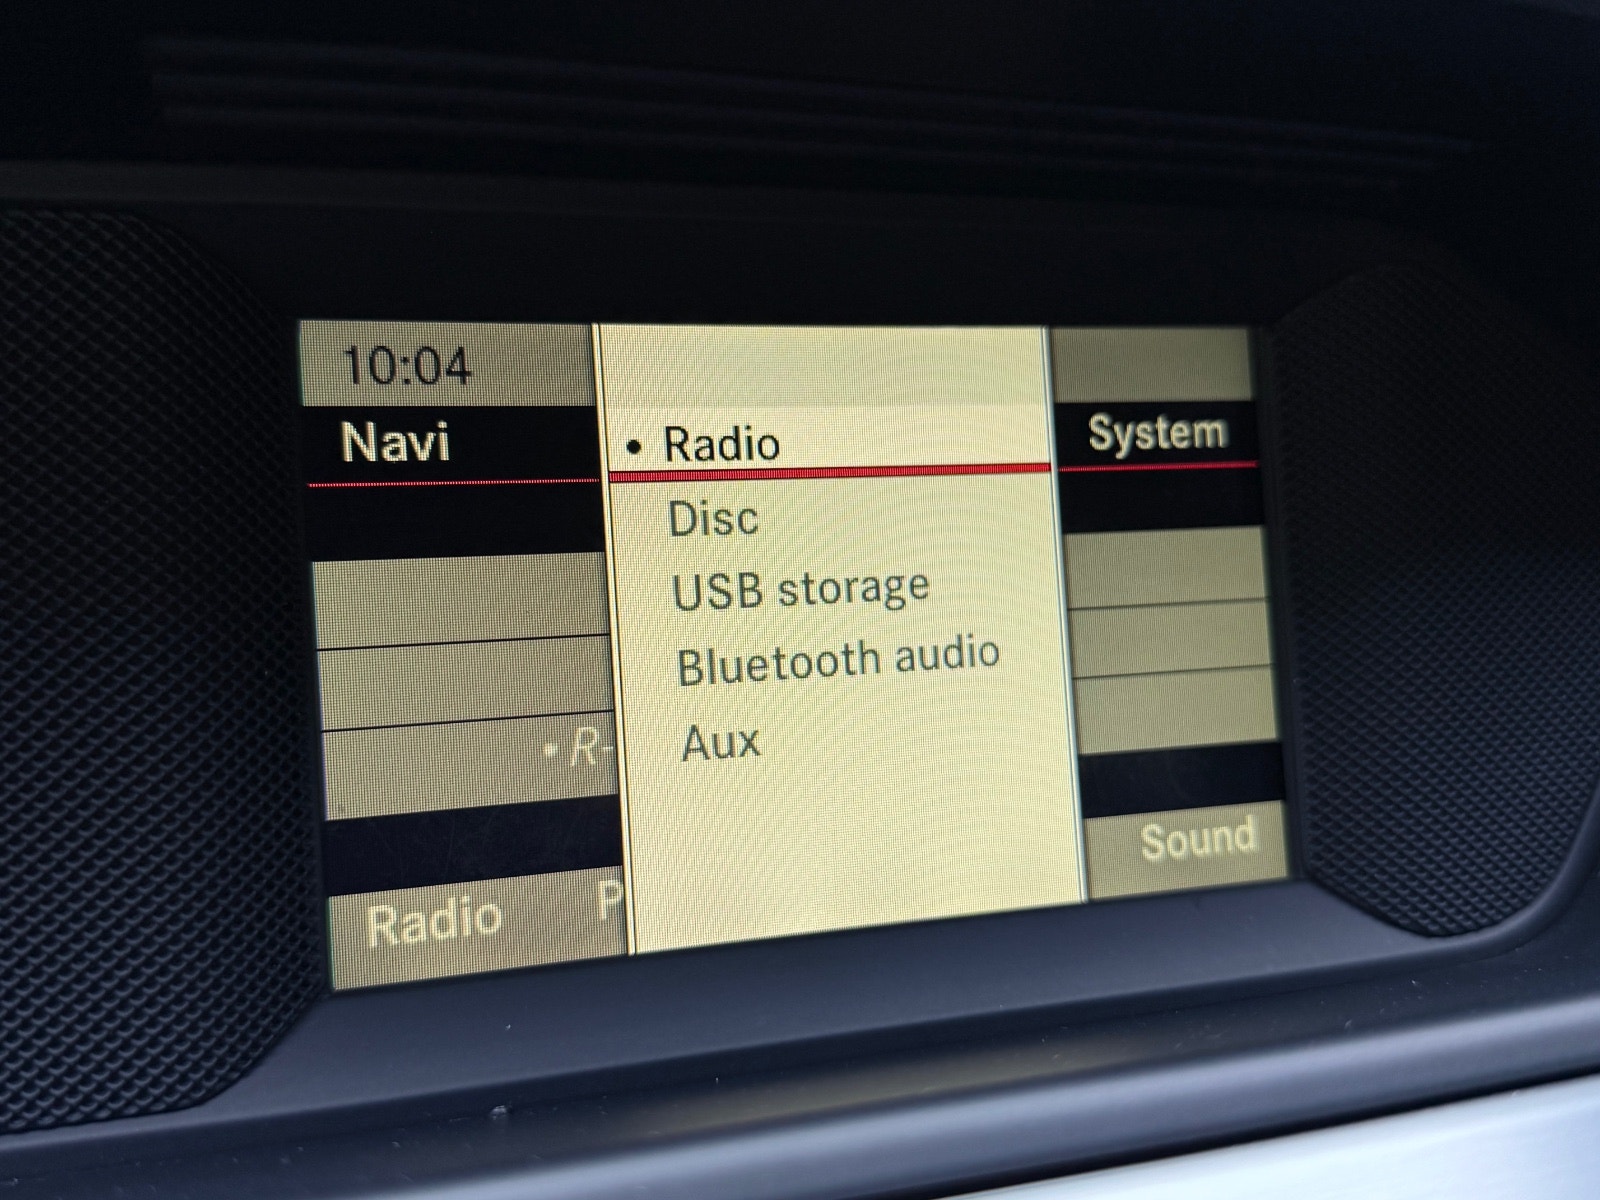 10:04
Navi
• Radio
System
Disc
USB storage
Bluetooth audio
Aux
• R-
Radio
P
Sound